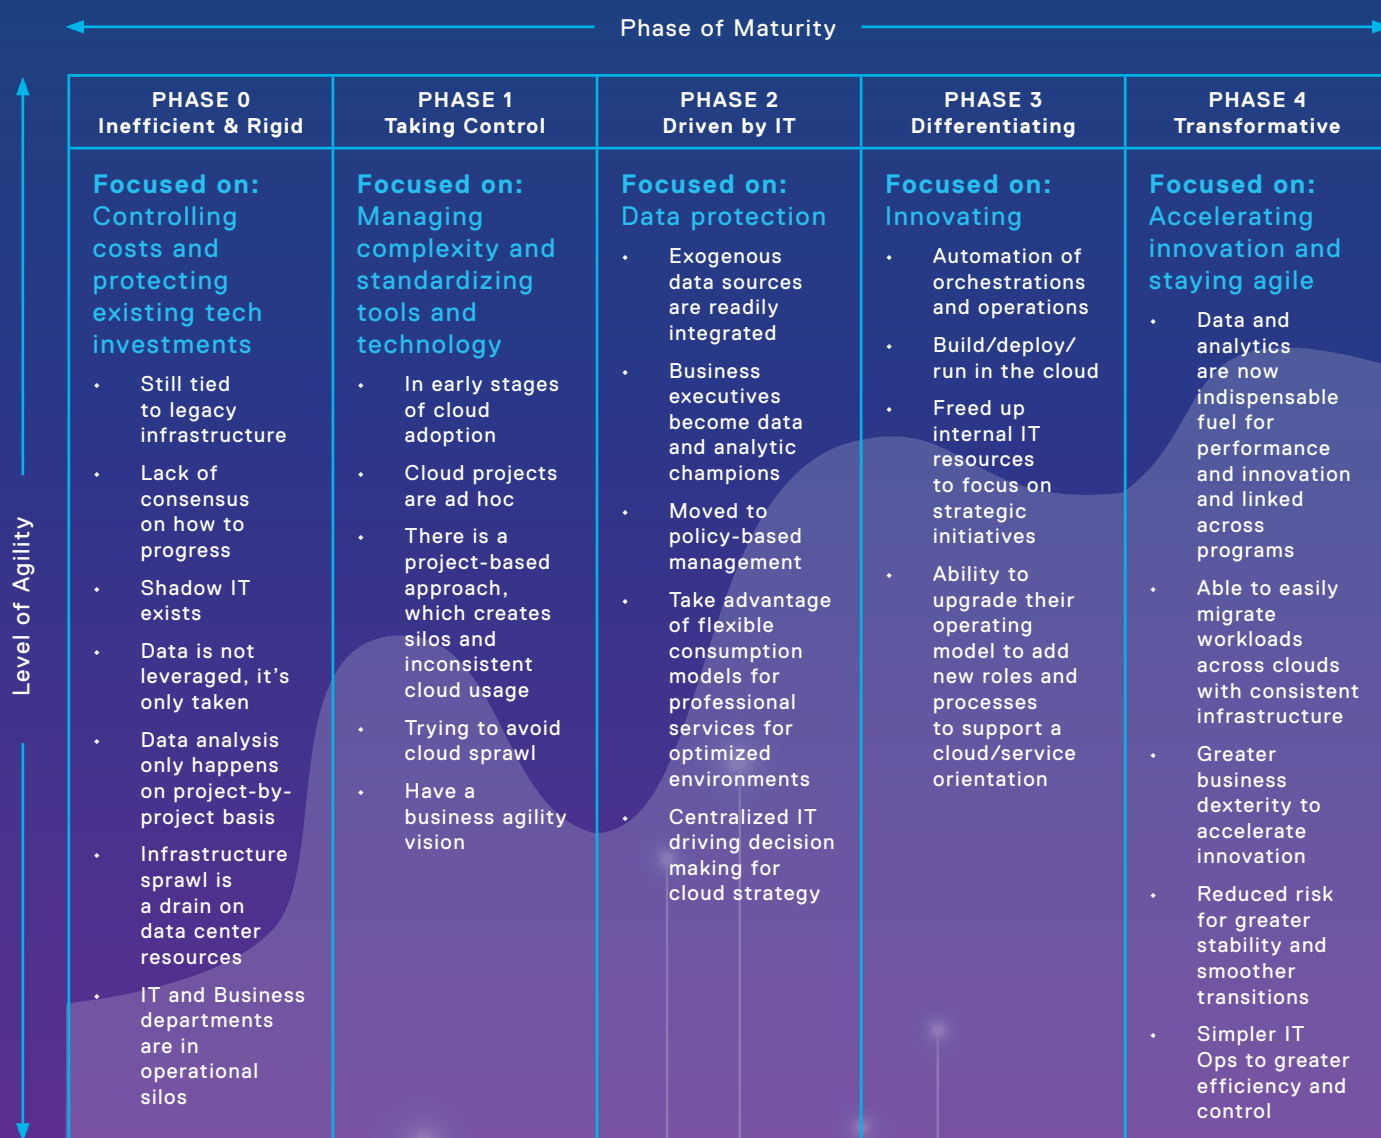 Phase of Maturity
Level of Agility
PHASE 0
Inefficient & Rigid
Focused on:
Controlling
costs and
protecting
existing tech
investments
• Still tied
to legacy
infrastructure
• Lack of
consensus
on how to
progress
• Shadow IT
exists
• Data is not
leveraged, it's
only taken
• Data analysis
only happens
on project-by-
project basis
• Infrastructure
sprawl is
a drain on
data center
resources
• IT and Business
departments
are in
operational
silos
PHASE 1
Taking Control
Focused on:
Managing
complexity and
standardizing
tools and
technology
• In early stages
of cloud
adoption
• Cloud projects
are ad hoc
• There is a
project-based
approach,
which creates
silos and
inconsistent
cloud usage
• Trying to avoid
cloud sprawl
• Have a
business agility
vision
PHASE 2
Driven by IT
Focused on:
Data protection
• Exogenous
data sources
are readily
integrated
• Business
executives
become data
and analytic
champions
• Moved to
policy-based
management
• Take advantage
of flexible
consumption
models for
professional
services for
optimized
environments
• Centralized IT
driving decision
making for
cloud strategy
PHASE 3
Differentiating
Focused on:
Innovating
• Automation of
orchestrations
and operations
• Build/deploy/
run in the cloud
• Freed up
internal IT
resources
to focus on
strategic
initiatives
• Ability to
upgrade their
operating
model to add
new roles and
processes
to support a
cloud/service
orientation
PHASE 4
Transformative
Focused on:
Accelerating
innovation and
staying agile
• Data and
analytics
are now
indispensable
fuel for
performance
and innovation
and linked
across
programs
• Able to easily
migrate
workloads
across clouds
with consistent
infrastructure
• Greater
business
dexterity to
accelerate
innovation
• Reduced risk
for greater
stability and
smoother
transitions
• Simpler IT
Ops to greater
efficiency and
control